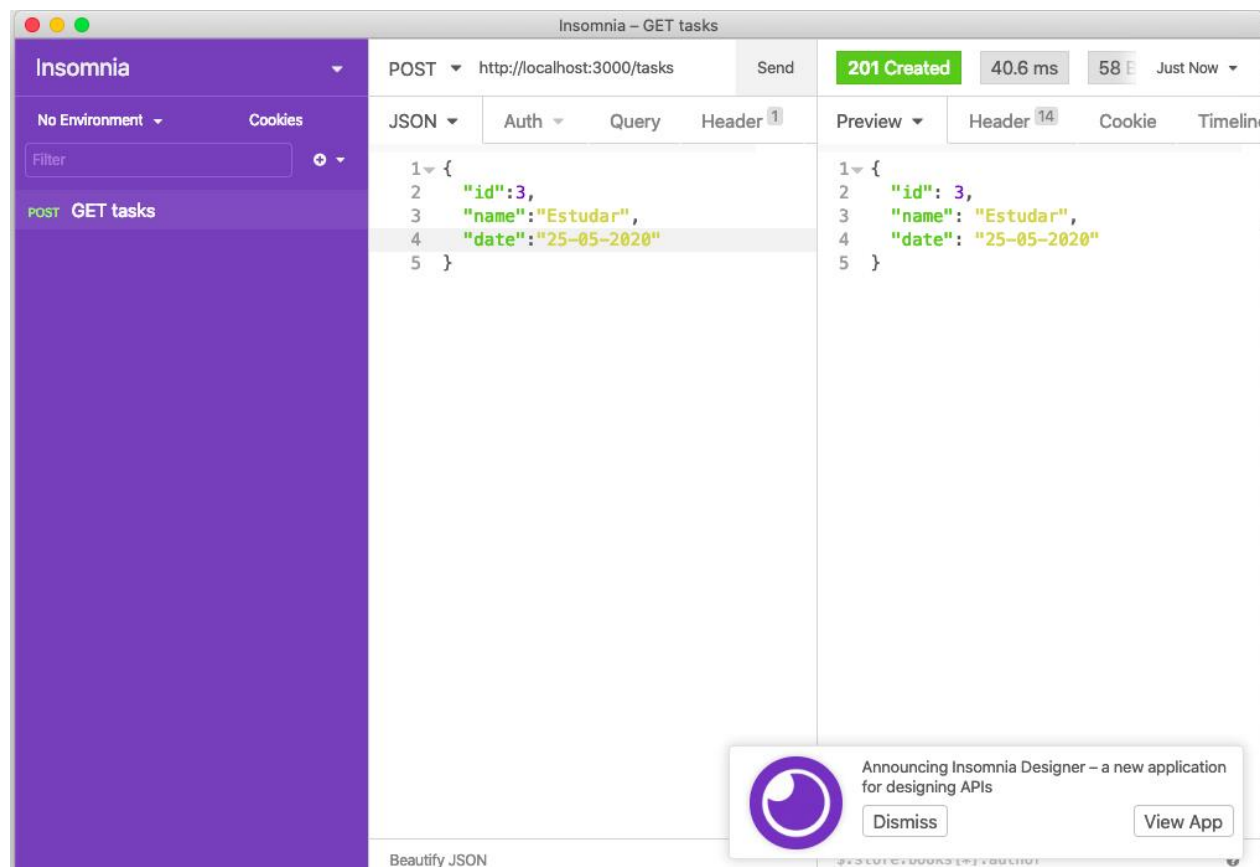 Insomnia – GET tasks
Insomnia
No Environment
Cookies
Filter
POST GET tasks
POST http://localhost:3000/tasks Send
JSON Auth Query Header 1
1 {
2 "id":3,
3 "name":"Estudar",
4 "date":"25-05-2020"
5 }
Beautify JSON
201 Created 40.6 ms 58 Just Now
Preview Header 14 Cookie Timelin
1 {
2 "id": 3,
3 "name": "Estudar",
4 "date": "25-05-2020"
5 }
Announcing Insomnia Designer – a new application
for designing APIs
Dismiss View App